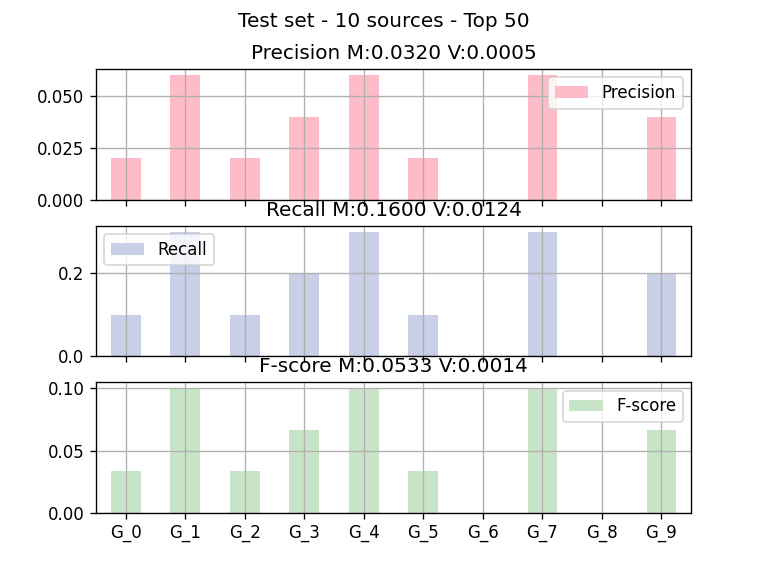 Test set - 10 sources - Top 50
Precision M:0.0320 V:0.0005
0.050
0.025
0.000
Precision
Recall M:0.1600 V:0.0124
0.2
0.0
Recall
F-score M:0.0533 V:0.0014
0.10
0.05
0.00
F-score
G_0 G_1 G_2 G_3 G_4 G_5 G_6 G_7 G_8 G_9